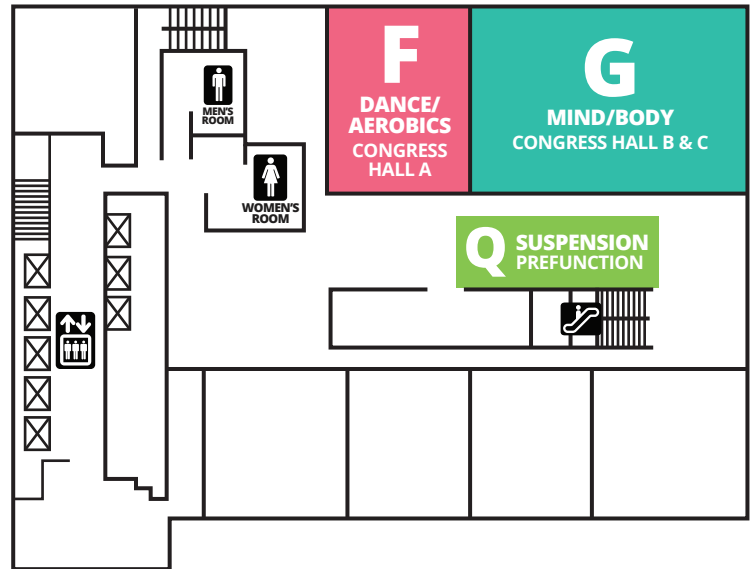 F
DANCE/
AEROBICS
CONGRESS
HALL A
G
MIND/BODY
CONGRESS HALL B & C
MEN'S
ROOM
WOMEN'S
ROOM
Q
SUSPENSION
PREFUNCTION